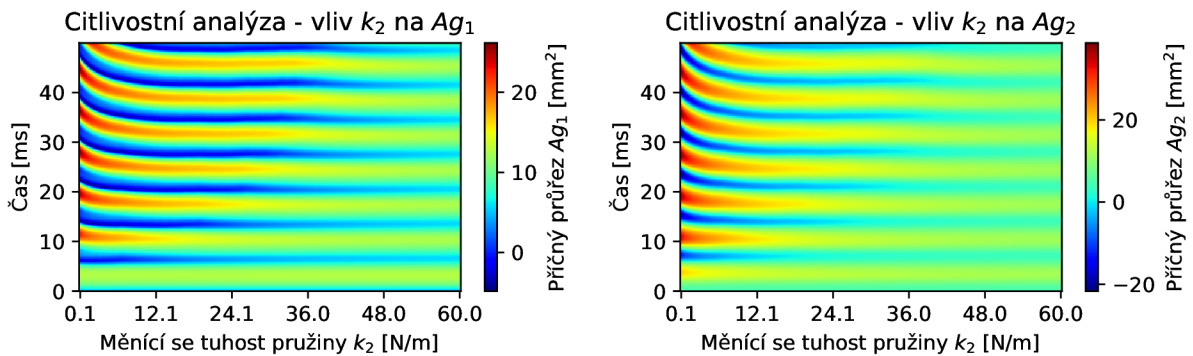 Citlivostní analýza - vliv k₂ na Ag₁
Čas [ms]
40
30
20
10
0
0.1 12.1 24.1 36.0 48.0 60.0
Měnící se tuhost pružiny k₂ [N/m]
20
10
0
Příčný průřez Ag₁ [mm²]
Citlivostní analýza - vliv k₂ na Ag₂
Čas [ms]
40
30
20
10
0
0.1 12.1 24.1 36.0 48.0 60.0
Měnící se tuhost pružiny k₂ [N/m]
20
0
−20
Příčný průřez Ag₂ [mm²]